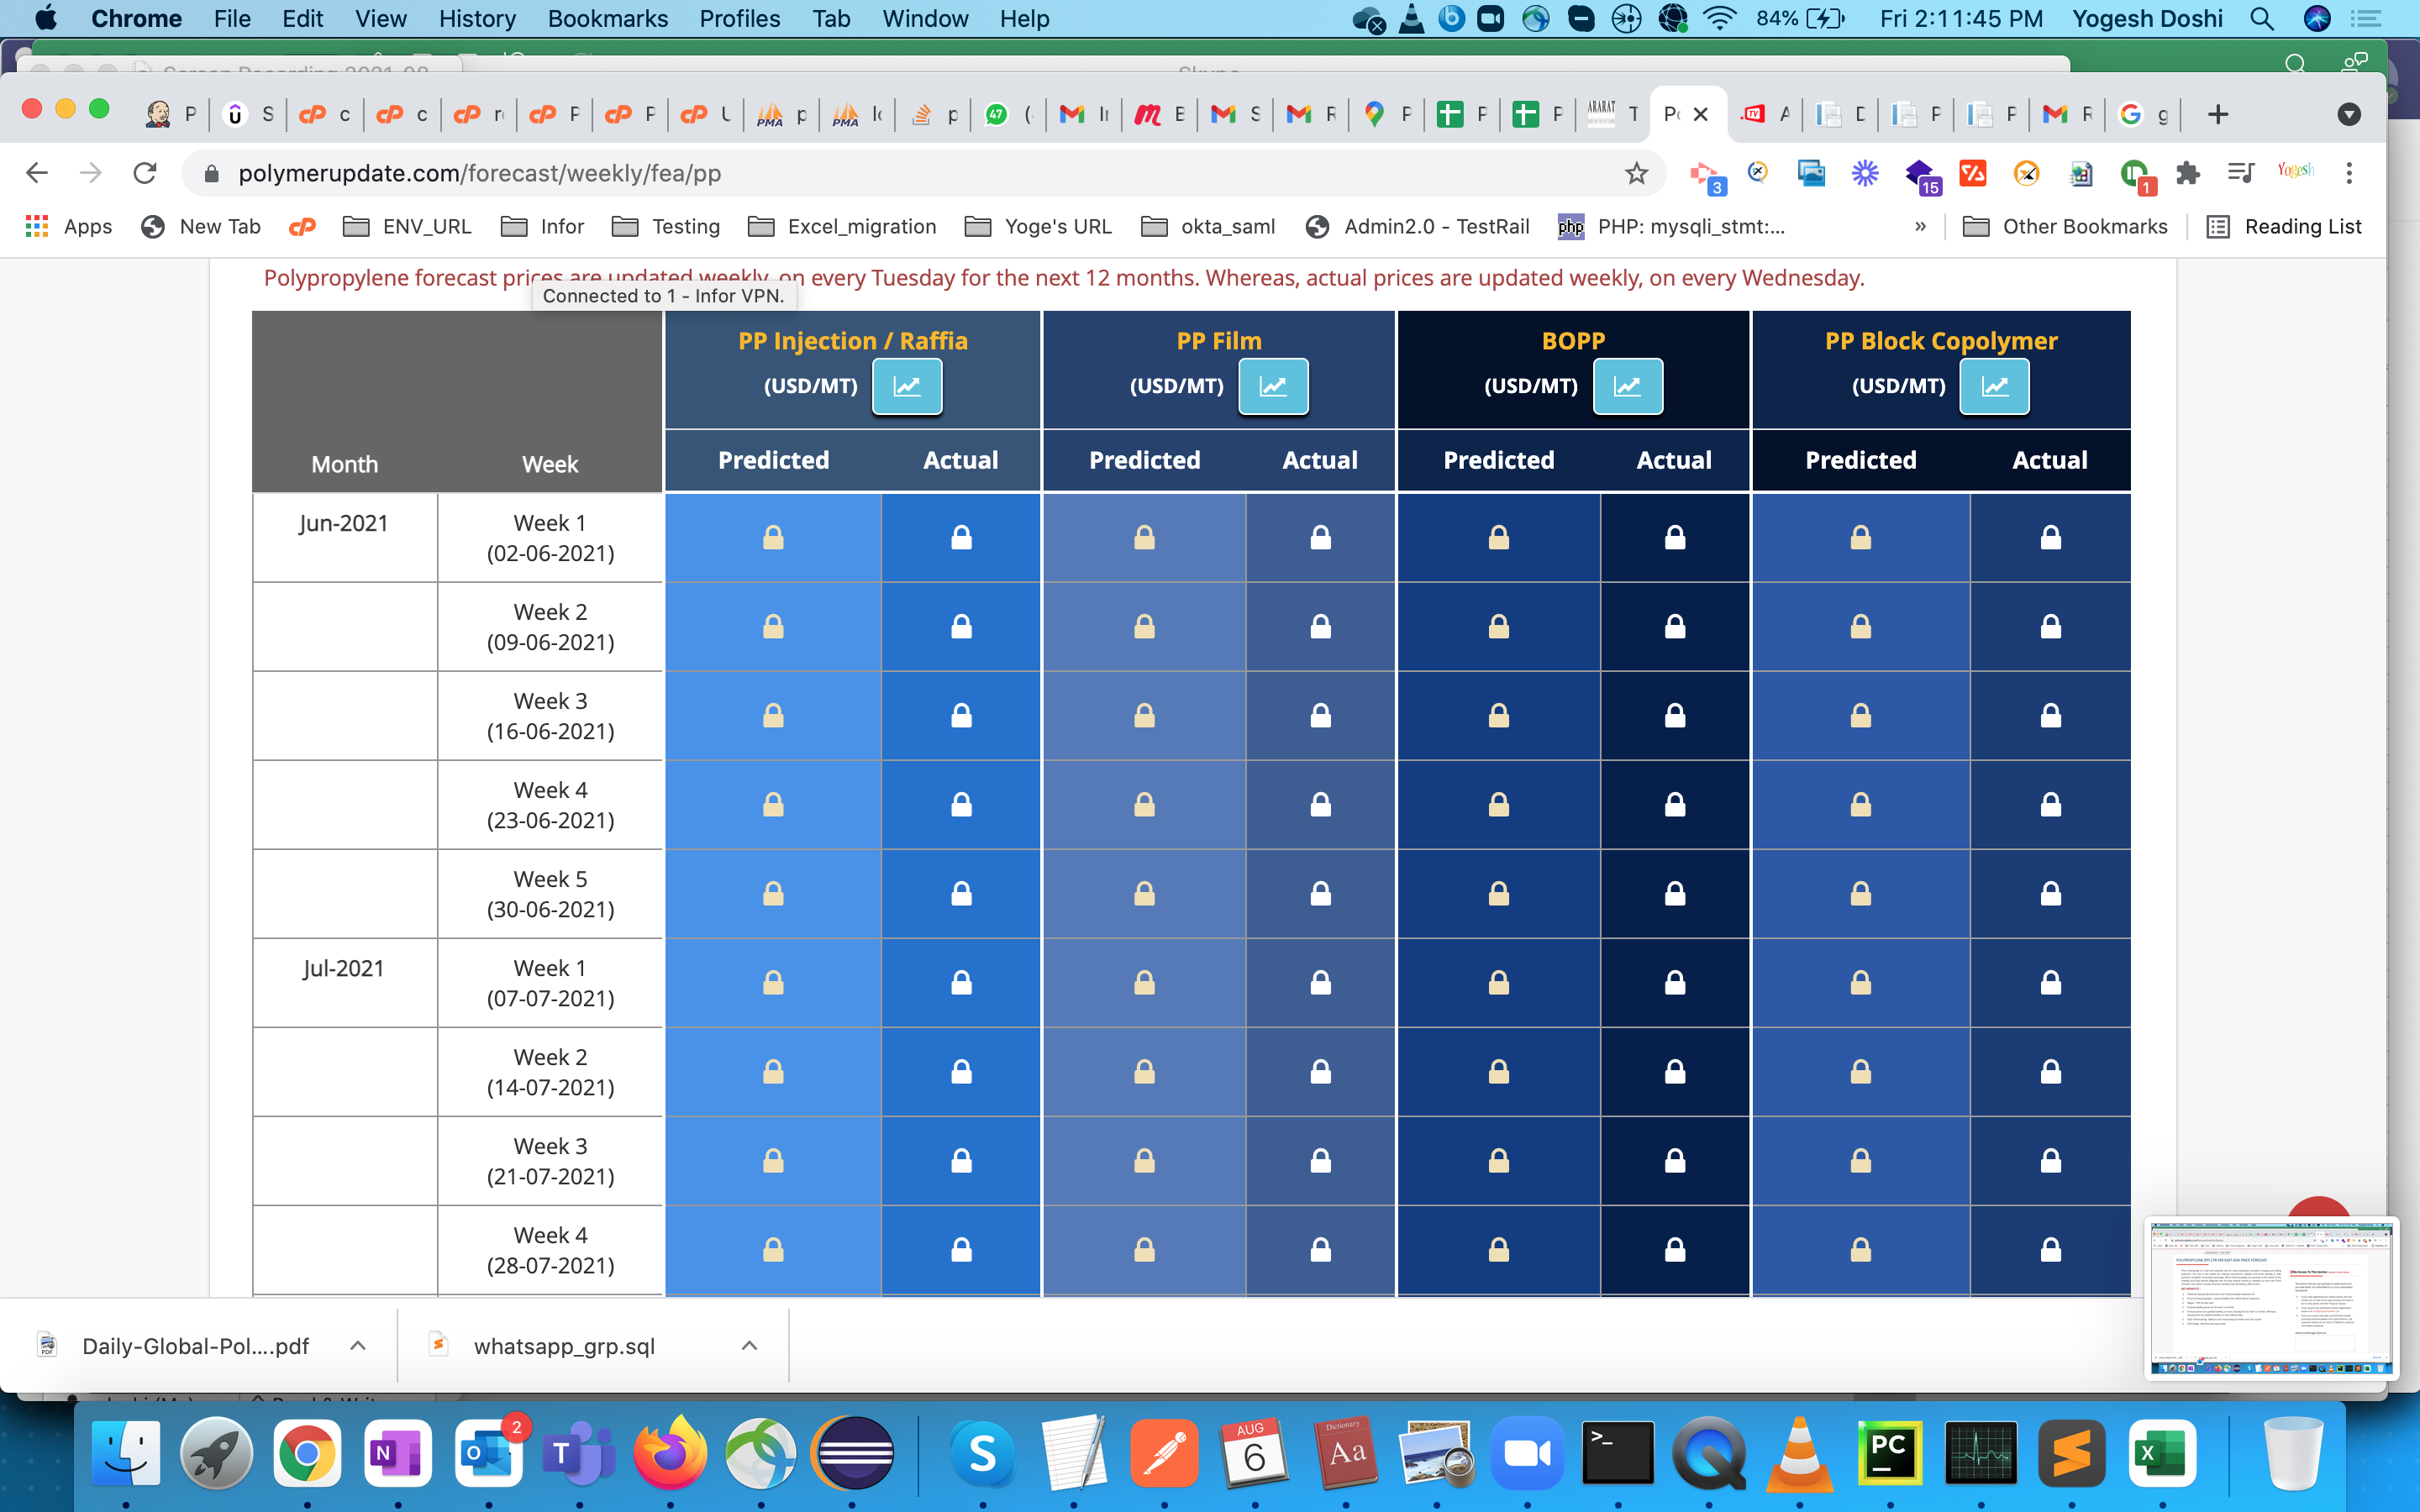 Chrome File Edit View History Bookmarks Profiles Tab Window Help 84% Fri 2:11:45 PM Yogesh Doshi
polymerupdate.com/forecast/weekly/fea/pp
Apps New Tab ENV_URL Infor Testing Excel_migration Yoge's URL okta_saml Admin2.0 - TestRail PHP: mysqli_stmt:... » Other Bookmarks Reading List
Polypropylene forecast prices are updated weekly, on every Tuesday for the next 12 months. Whereas, actual prices are updated weekly, on every Wednesday.
Connected to 1 - Infor VPN.
PP Injection / Raffia PP Film BOPP PP Block Copolymer
(USD/MT) (USD/MT) (USD/MT) (USD/MT)
Month Week Predicted Actual Predicted Actual Predicted Actual Predicted Actual
Jun-2021 Week 1
(02-06-2021)
Week 2
(09-06-2021)
Week 3
(16-06-2021)
Week 4
(23-06-2021)
Week 5
(30-06-2021)
Jul-2021 Week 1
(07-07-2021)
Week 2
(14-07-2021)
Week 3
(21-07-2021)
Week 4
(28-07-2021)
Daily-Global-Pol....pdf whatsapp_grp.sql